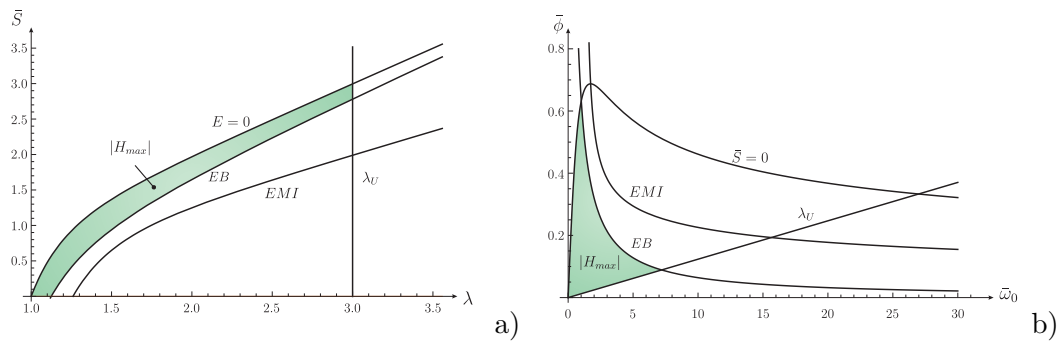 S̄
3.5
3.0
2.5
2.0
1.5
1.0
0.5
1.0
1.5
2.0
2.5
3.0
3.5
λ
E = 0
|H_max|
EB
EMI
λ_U
a)
ϕ̄
0.8
0.6
0.4
0.2
0
0
5
10
15
20
25
30
ω̄_0
S̄ = 0
EMI
λ_U
EB
|H_max|
b)